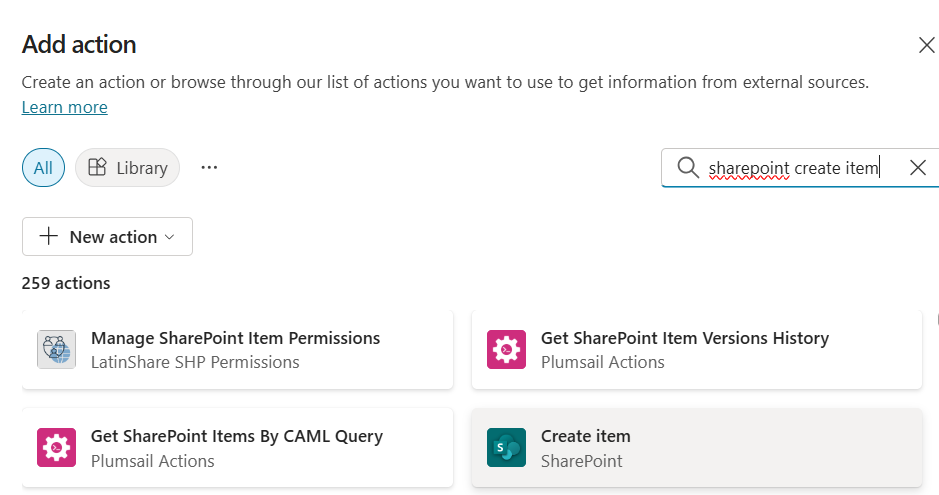 Add action
Create an action or browse through our list of actions you want to use to get information from external sources.
Learn more
All
Library
...
sharepoint create item
New action
259 actions
Manage SharePoint Item Permissions
LatinShare SHP Permissions
Get SharePoint Item Versions History
Plumsail Actions
Get SharePoint Items By CAML Query
Plumsail Actions
Create item
SharePoint